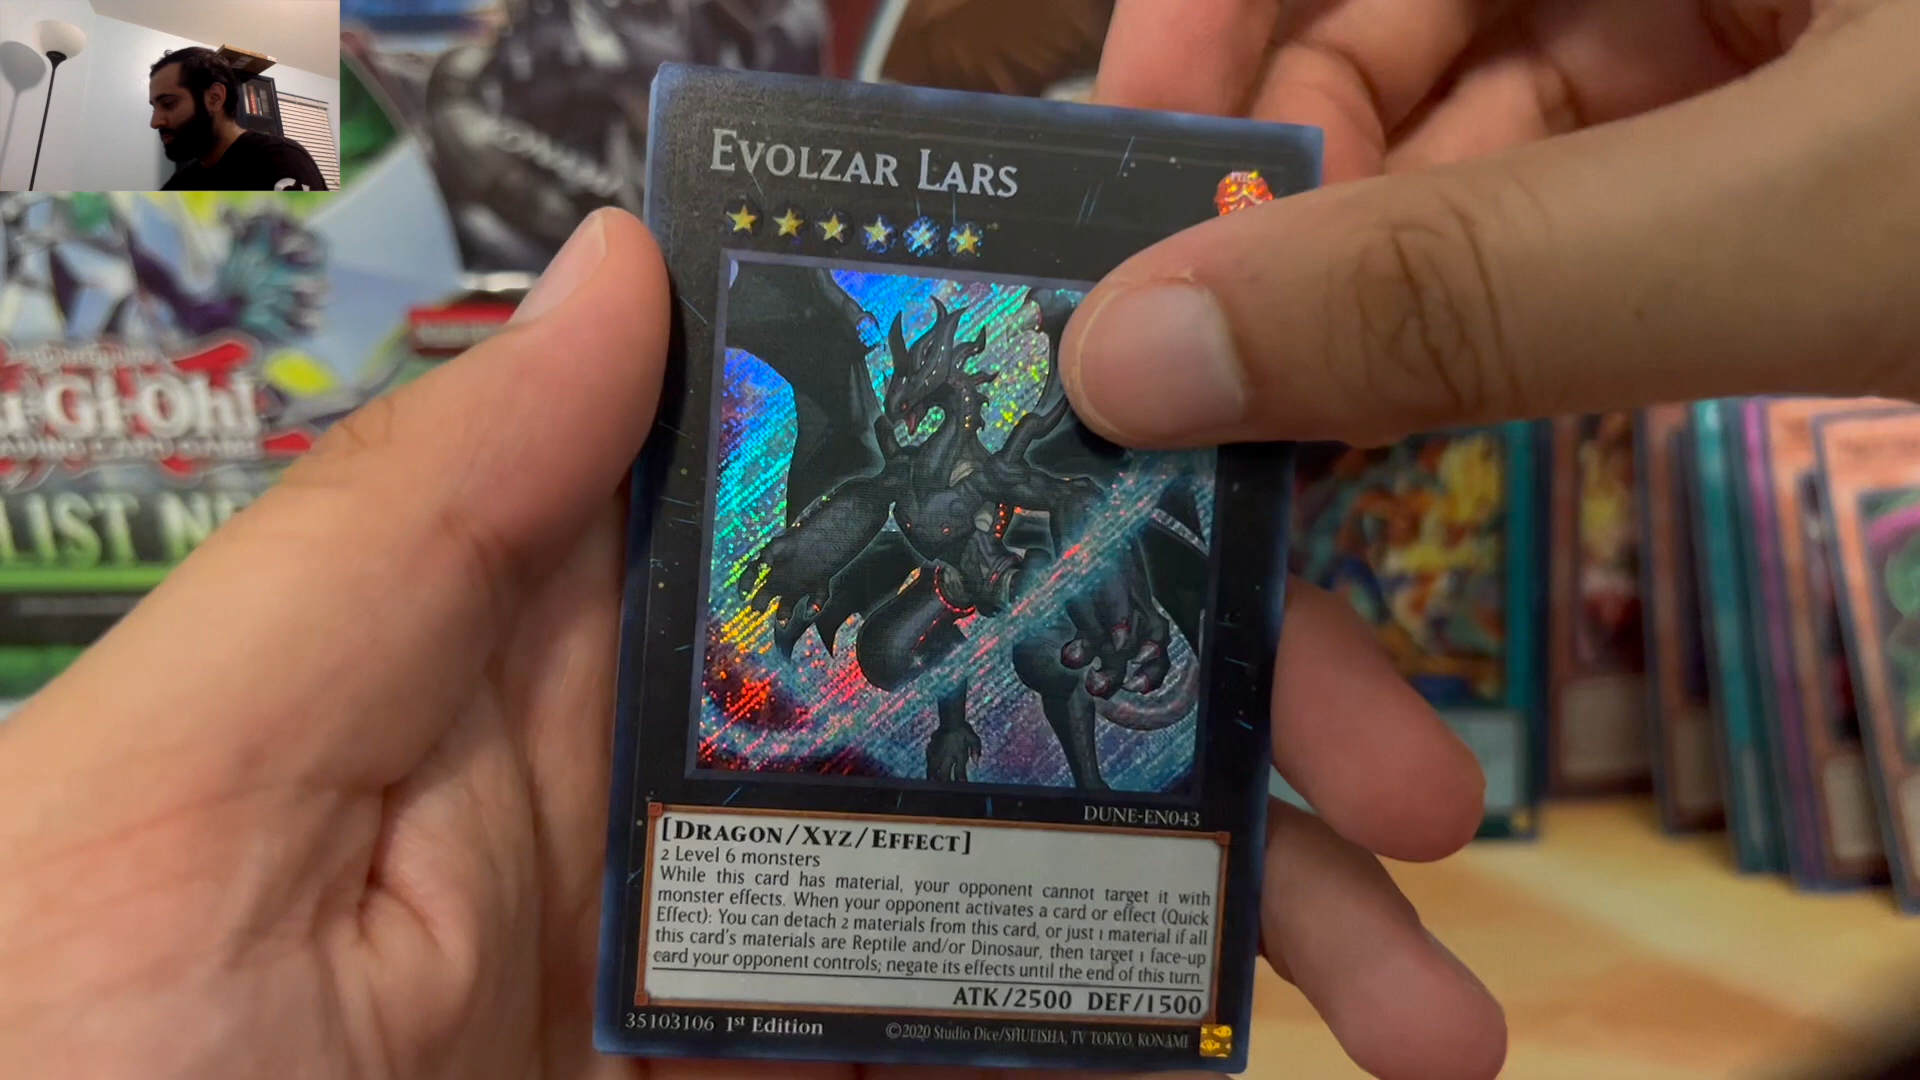 Evolzar Lars
DUNE-EN043
[Dragon/Xyz/Effect]
2 Level 6 monsters
While this card has material, your opponent cannot target it with
monster effects. When your opponent activates a card or effect (Quick
Effect): You can detach 2 materials from this card, or just 1 material if all
this card's materials are Reptile and/or Dinosaur, then target 1 face-up
card your opponent controls; negate its effects until the end of this turn.
ATK/2500 DEF/1500
35103106 1st Edition
©2020 Studio Dice/SHUEISHA, TV TOKYO, KONAMI
Gi-Oh!